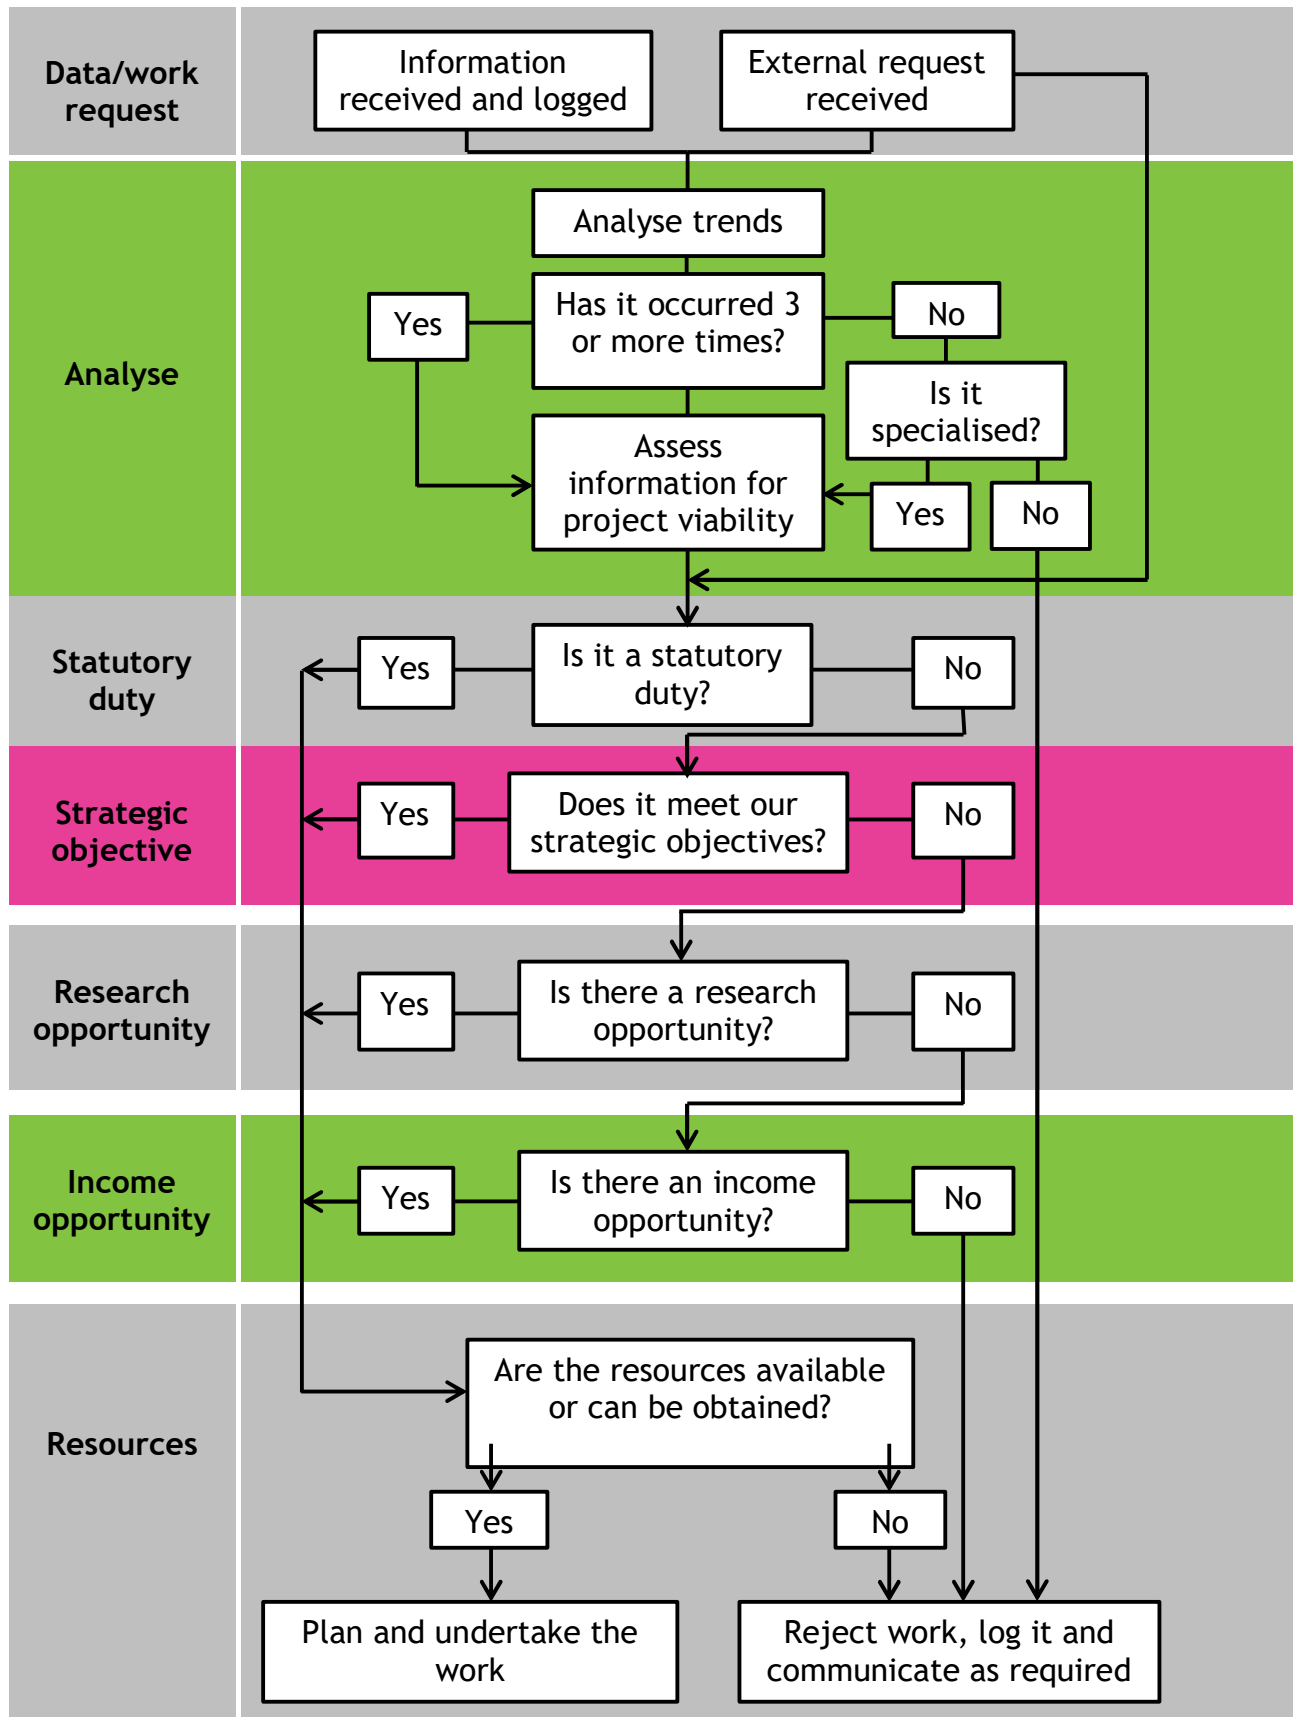 Data/work
request
Information
received and logged
External request
received
Analyse
Analyse trends
Has it occurred 3
or more times?
Yes
No
Is it
specialised?
Assess
information for
project viability
Yes
No
Statutory
duty
Yes
Is it a statutory
duty?
No
Strategic
objective
Yes
Does it meet our
strategic objectives?
No
Research
opportunity
Yes
Is there a research
opportunity?
No
Income
opportunity
Yes
Is there an income
opportunity?
No
Resources
Are the resources available
or can be obtained?
Yes
No
Plan and undertake the
work
Reject work, log it and
communicate as required